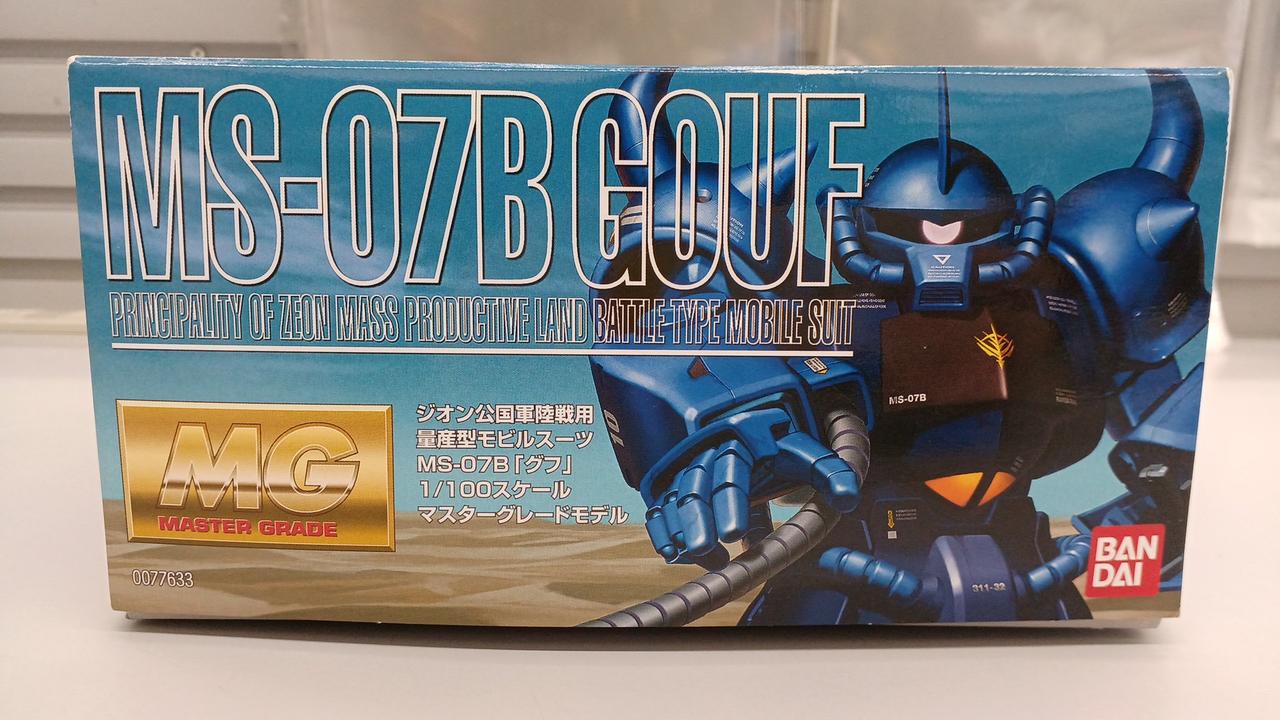 MS-07B GOUF
PRINCIPALITY OF ZEON MASS PRODUCTIVE LAND BATTLE TYPE MOBILE SUIT
MG
MASTER GRADE
ジオン公国軍陸戦用
量産型モビルスーツ
MS-07B「グフ」
1/100スケール
マスターグレードモデル
0077633
10
MS-07B
311-32
BAN
DAI